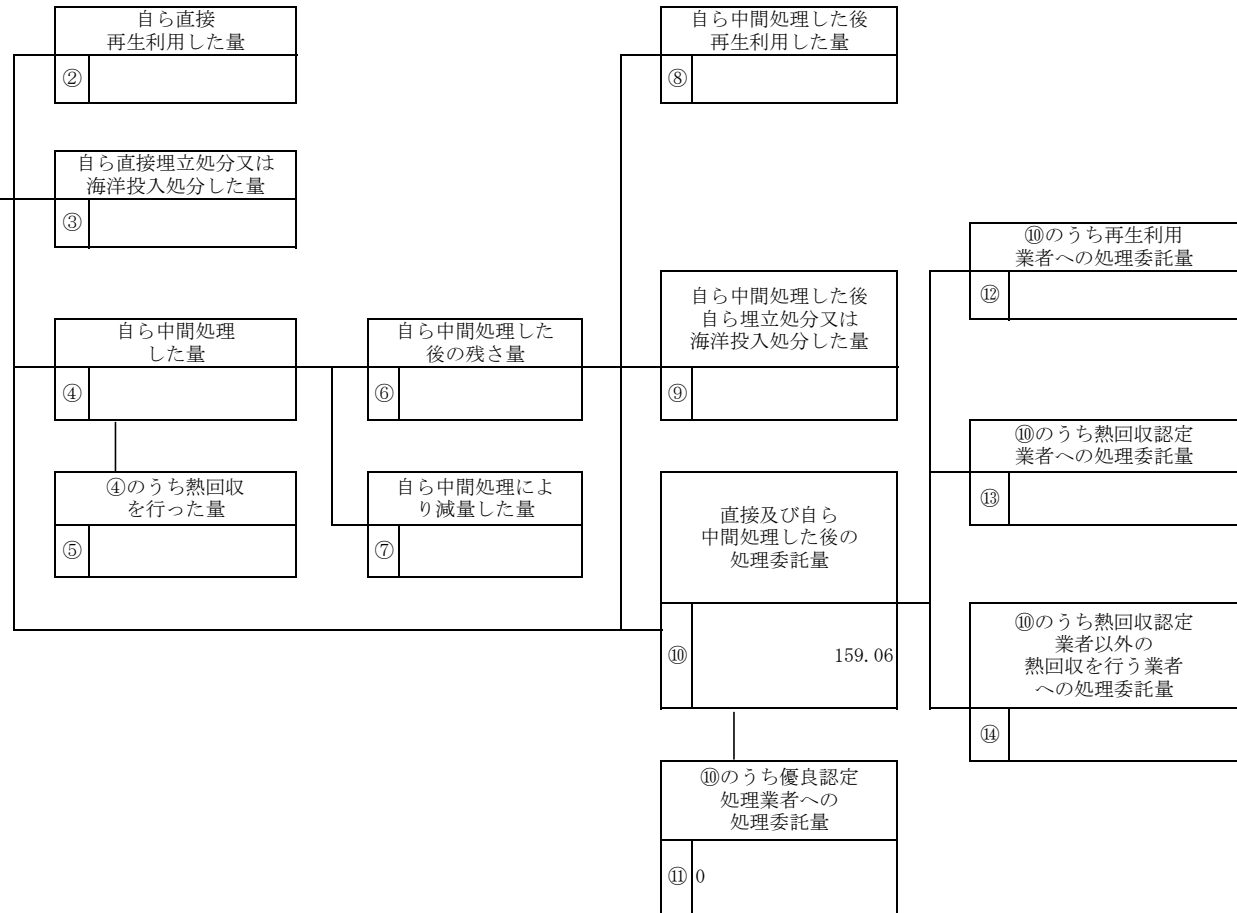 自ら直接
再生利用した量
②
自ら中間処理した後
再生利用した量
⑧
自ら直接埋立処分又は
海洋投入処分した量
③
⑩のうち再生利用
業者への処理委託量
⑫
自ら中間処理
した量
④
自ら中間処理した
後の残さ量
⑥
自ら中間処理した後
自ら埋立処分又は
海洋投入処分した量
⑨
⑩のうち熱回収認定
業者への処理委託量
⑬
④のうち熱回収
を行った量
⑤
自ら中間処理によ
り減量した量
⑦
直接及び自ら
中間処理した後の
処理委託量
⑩ 159.06
⑩のうち熱回収認定
業者以外の
熱回収を行う業者
への処理委託量
⑭
⑩のうち優良認定
処理業者への
処理委託量
⑪ 0